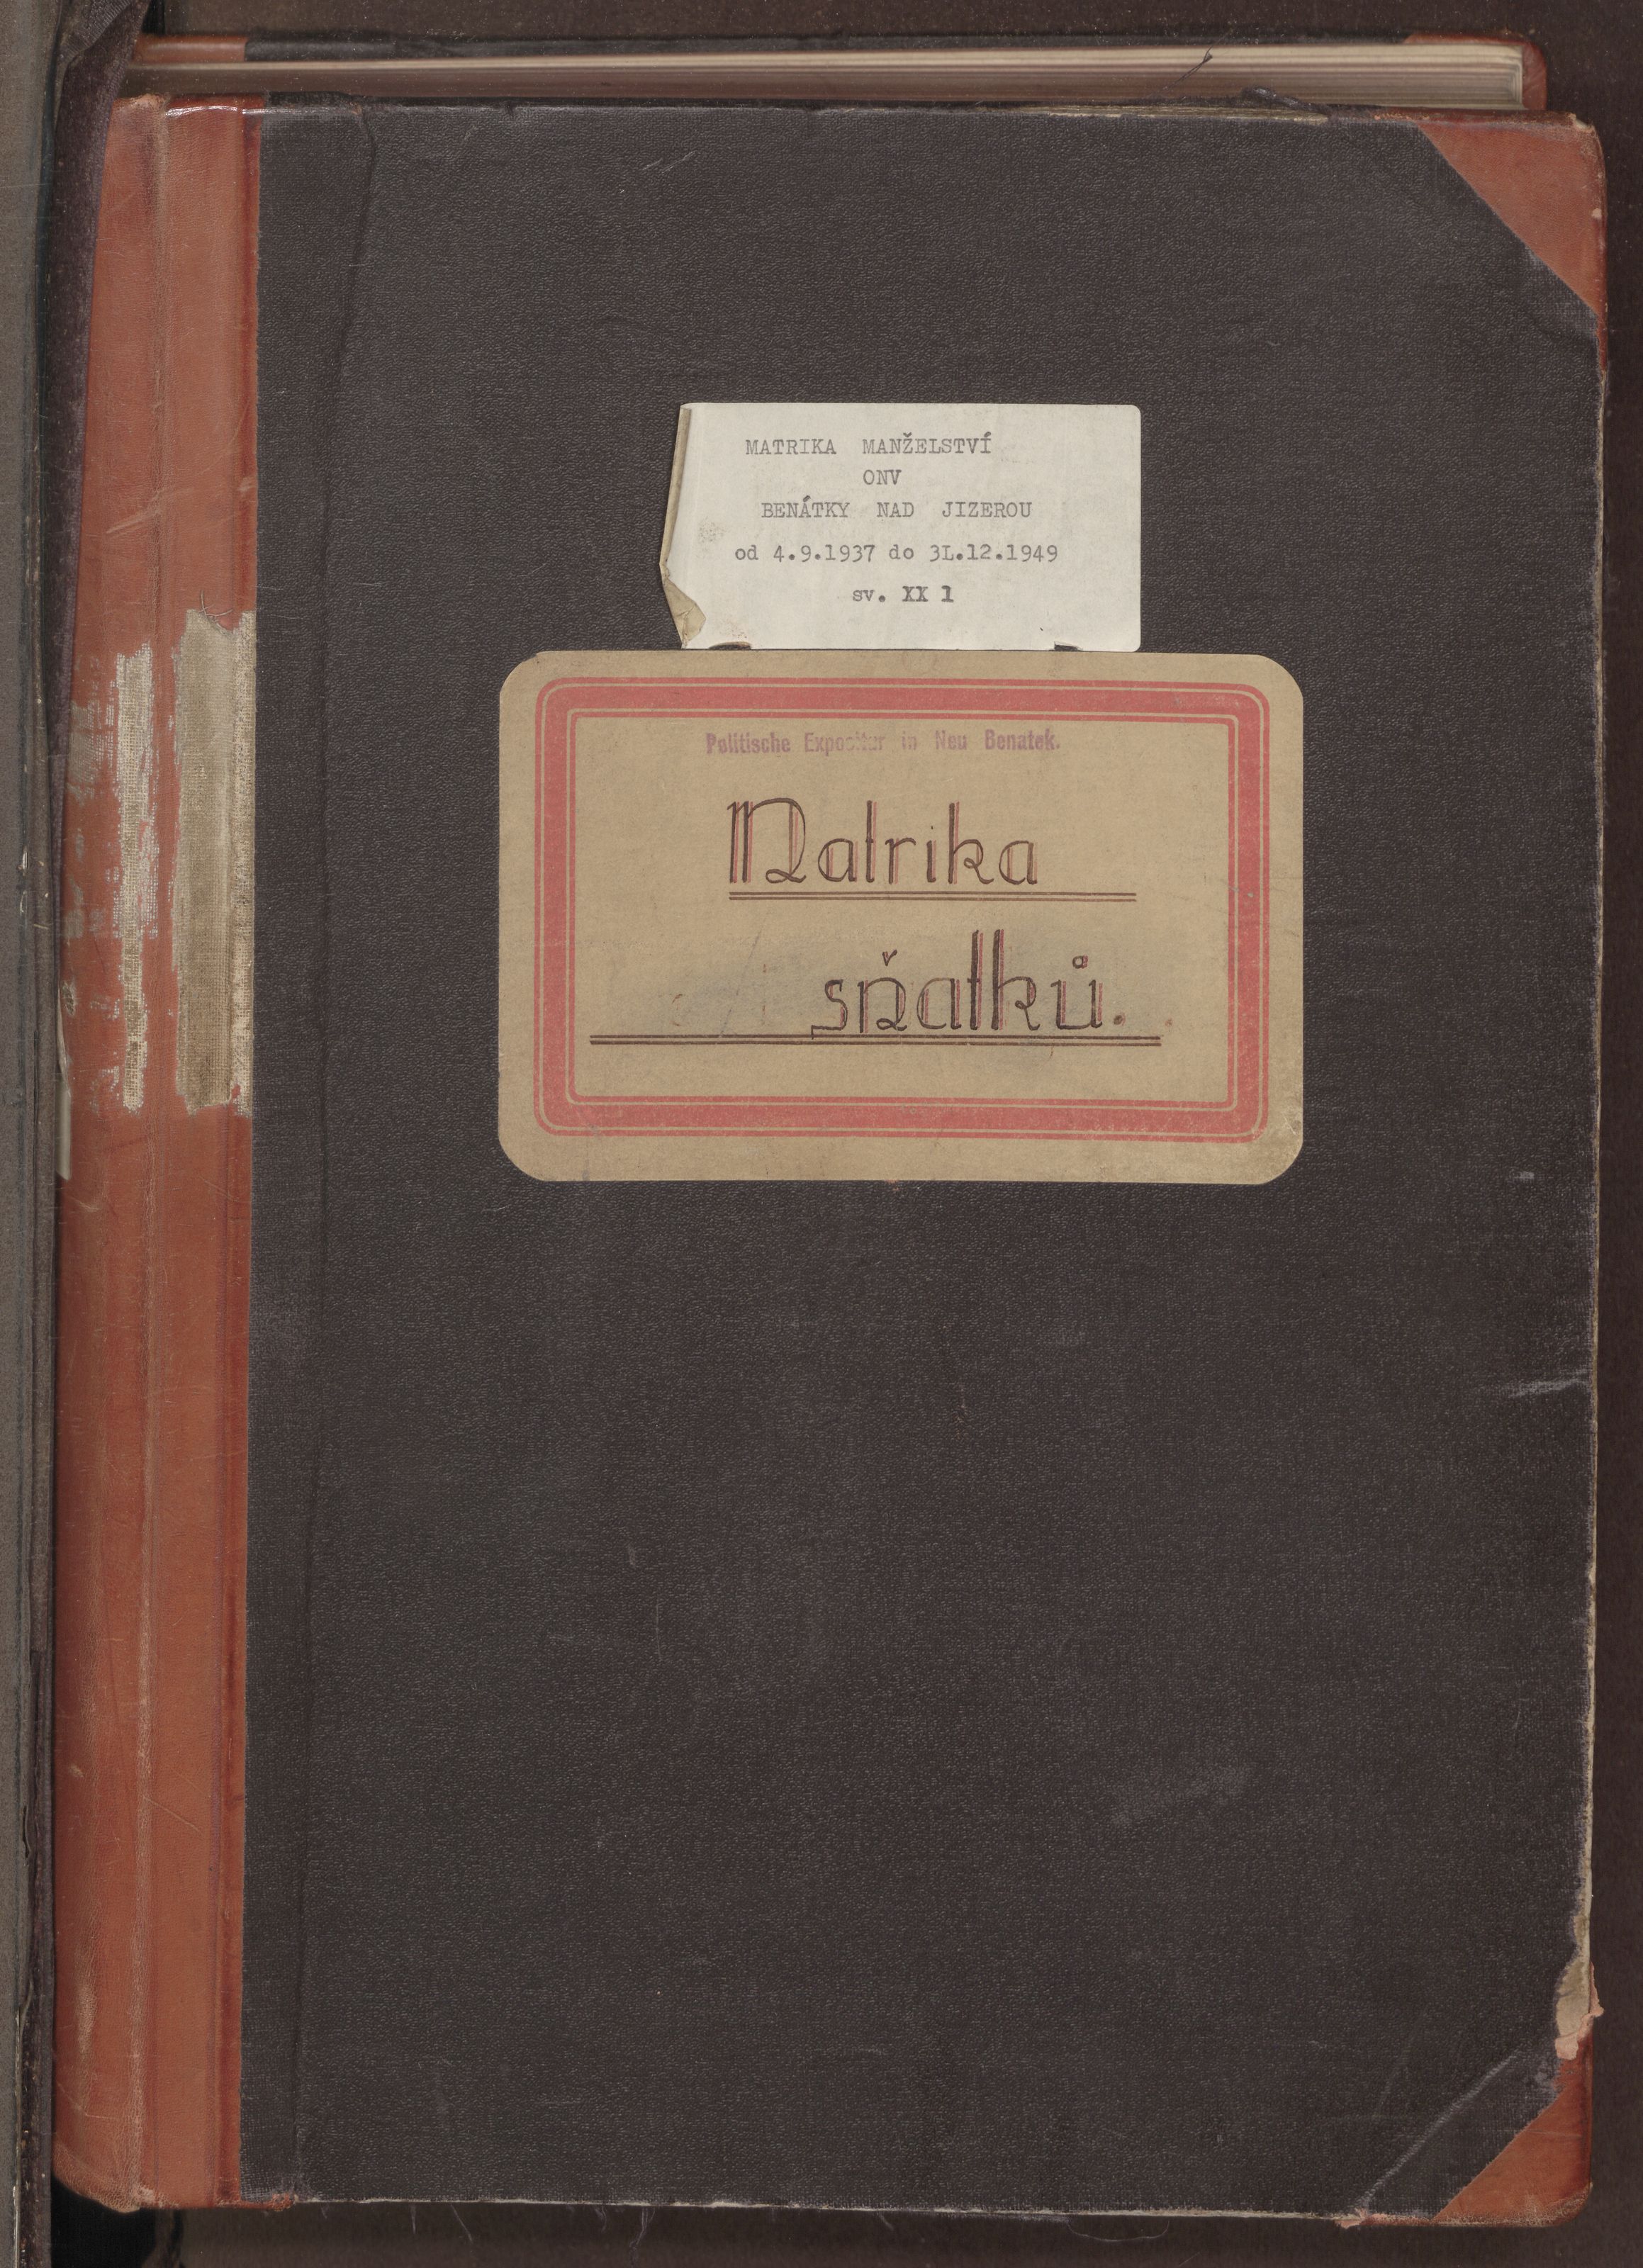 MATRIKA MANŽELSTVÍ
ONV
BENÁTKY NAD JIZEROU
od 4.9.1937 do 3L.12.1949
sv. XX 1
Politische Expositur in Neu Benatek.
Matrika
sňatků.